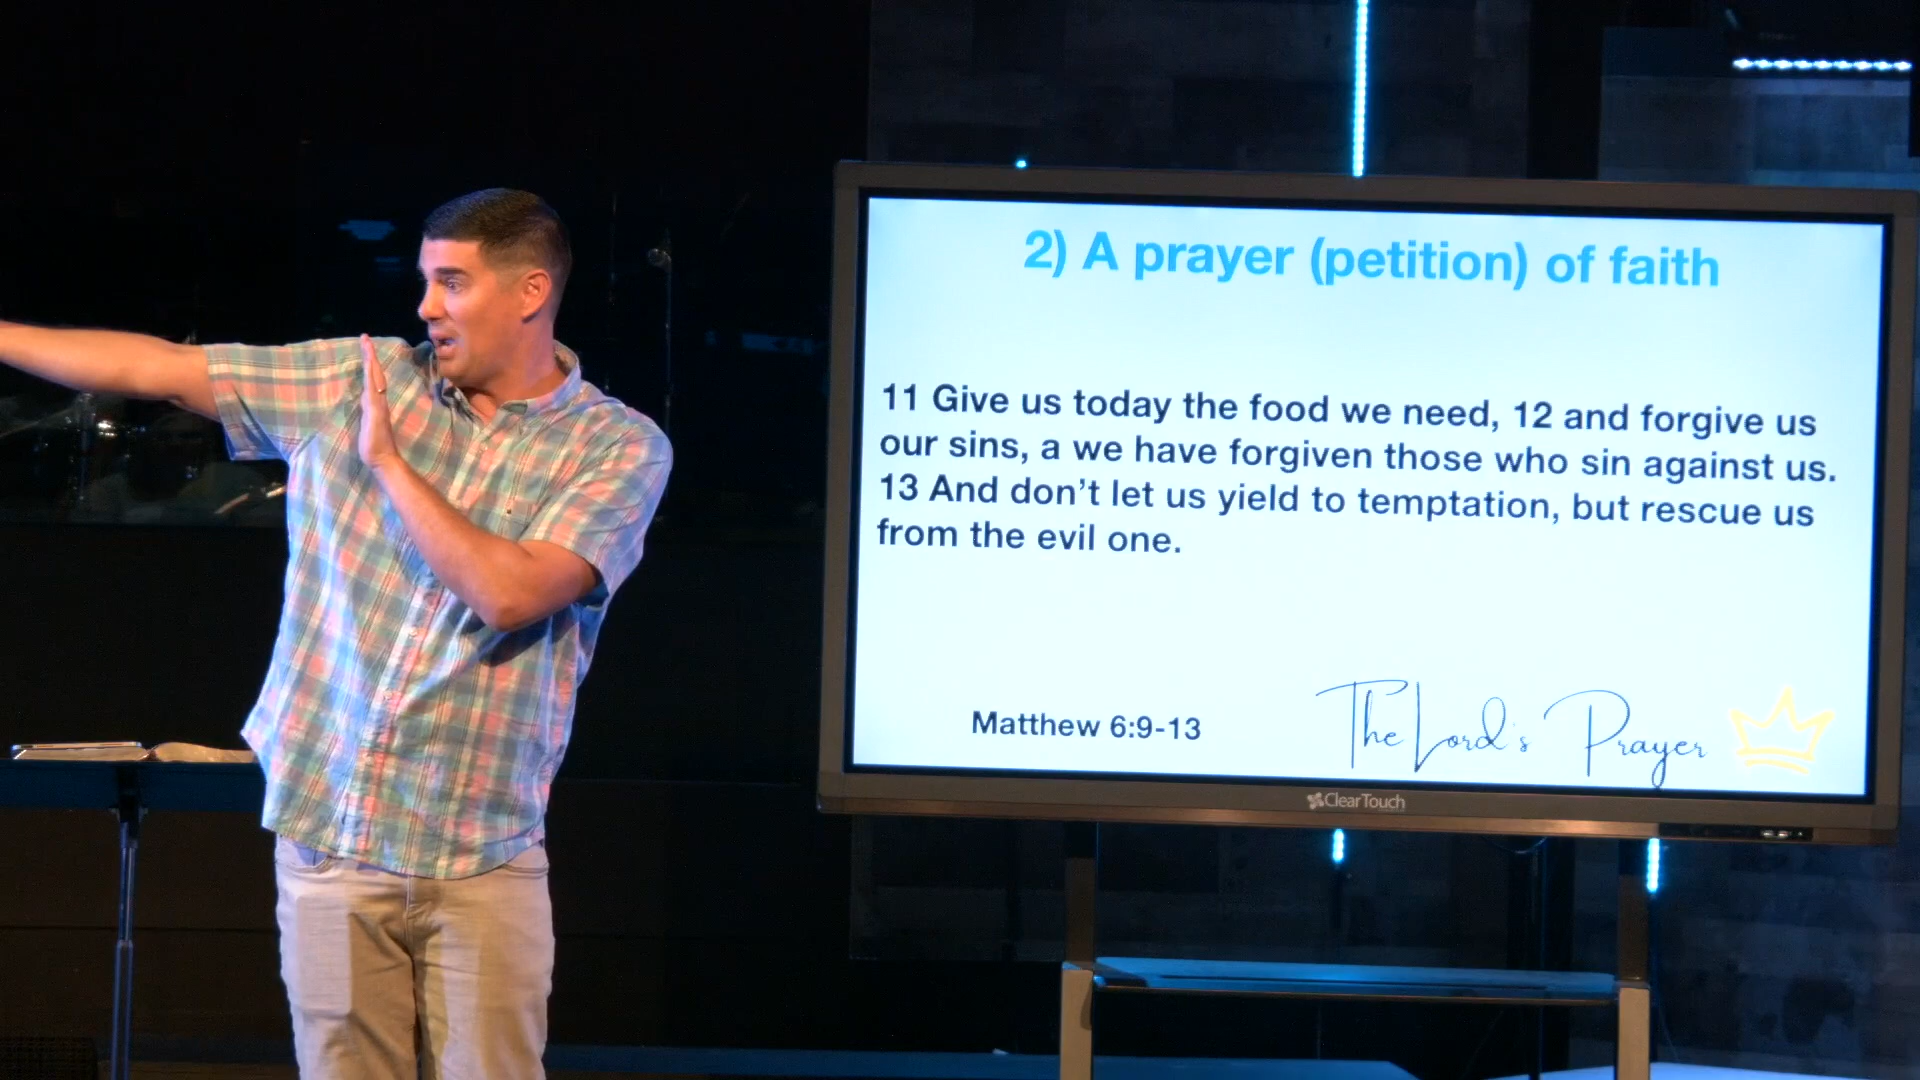 2) A prayer (petition) of faith
11 Give us today the food we need, 12 and forgive us
our sins, a we have forgiven those who sin against us.
13 And don't let us yield to temptation, but rescue us
from the evil one.
Matthew 6:9-13
The Lord's Prayer
ClearTouch